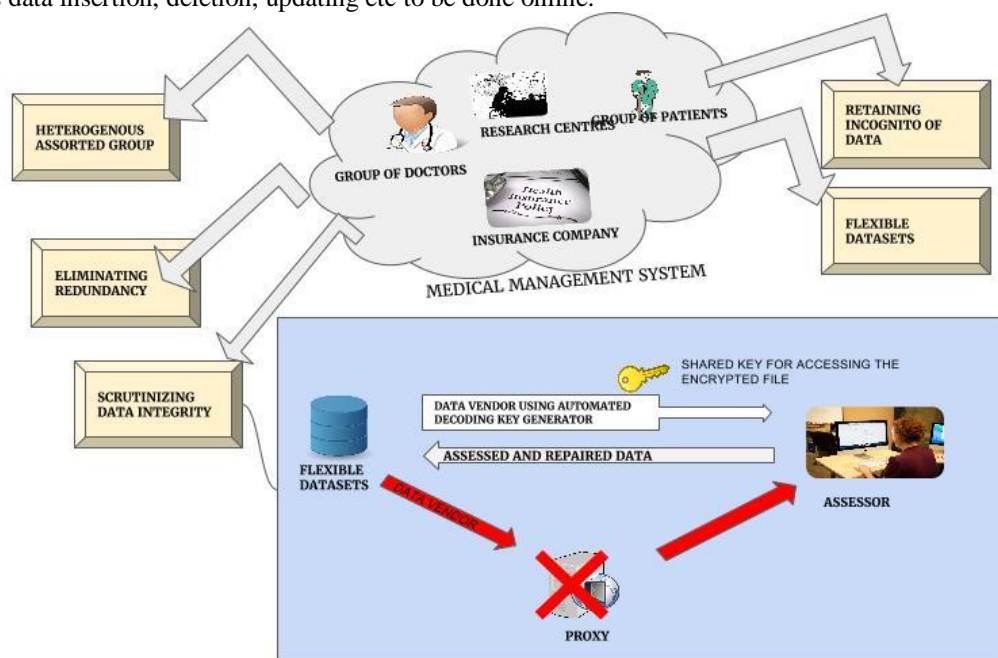 data insertion, deletion, updating etc to be done online.
HETEROGENOUS
ASSORTED GROUP
RESEARCH CENTRES
GROUP OF PATIENTS
GROUP OF DOCTORS
Health
Insurance
Policy
INSURANCE COMPANY
MEDICAL MANAGEMENT SYSTEM
RETAINING
INCOGNITO OF
DATA
FLEXIBLE
DATASETS
ELIMINATING
REDUNDANCY
SCRUTINIZING
DATA INTEGRITY
SHARED KEY FOR ACCESSING THE
ENCRYPTED FILE
DATA VENDOR USING AUTOMATED
DECODING KEY GENERATOR
ASSESSED AND REPAIRED DATA
FLEXIBLE
DATASETS
DATA VENDOR
ASSESSOR
PROXY